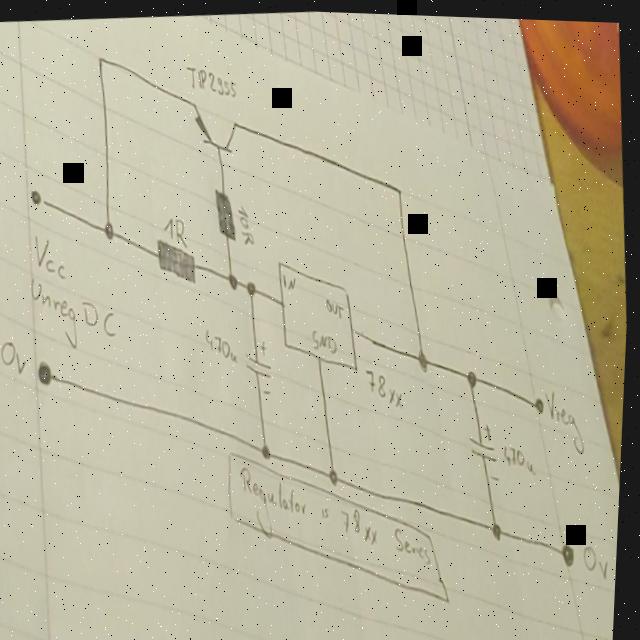 TIP2955
1R
10R
Vcc
Unreg DC
0v
IN
OUT
GND
470u
+
-
78xx
Vreg
+
470u
-
0v
Regulator is 78xx Series